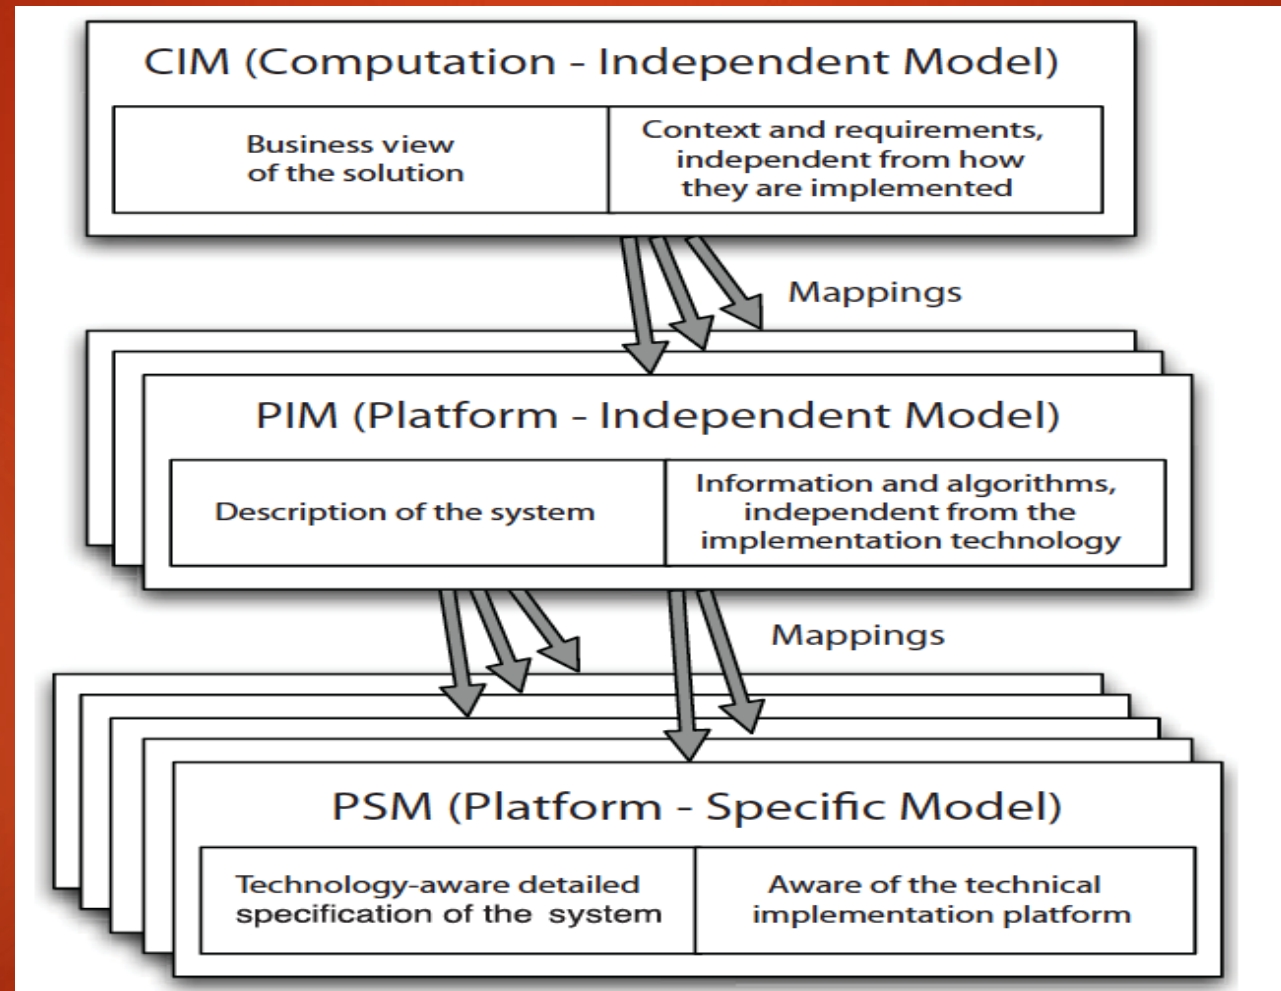 CIM (Computation - Independent Model)
Business view
of the solution
Context and requirements,
independent from how
they are implemented
Mappings
PIM (Platform - Independent Model)
Description of the system
Information and algorithms,
independent from the
implementation technology
Mappings
PSM (Platform - Specific Model)
Technology-aware detailed
specification of the system
Aware of the technical
implementation platform